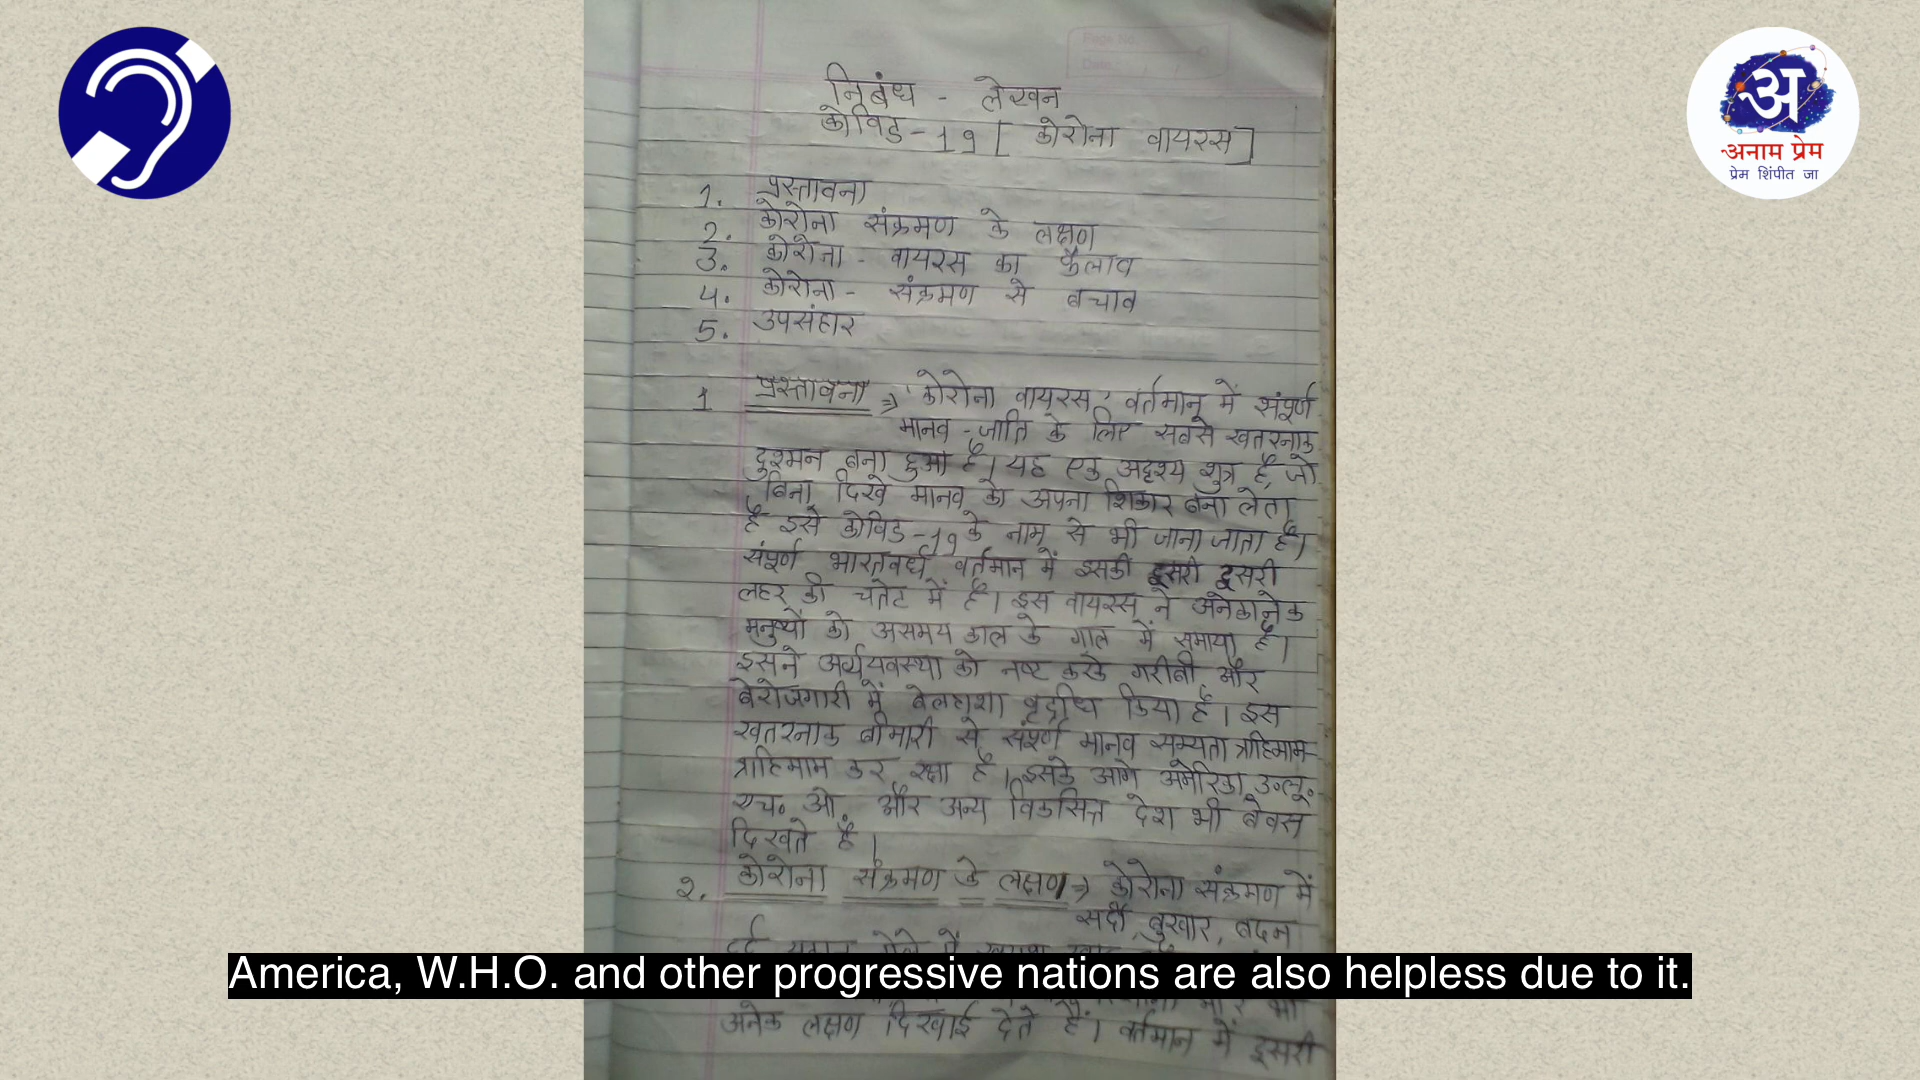 निबंध - लेखन
कोविड - 19 [ कोरोना वायरस ]
1. प्रस्तावना
2. कोरोना संक्रमण के लक्षण
3. कोरोना - वायरस का फैलाव
4. कोरोना - संक्रमण से बचाव
5. उपसंहार
1 प्रस्तावना ⇒ 'कोरोना वायरस' वर्तमान में संपूर्ण
मानव - जाति के लिए सबसे खतरनाक
दुश्मन बना हुआ है। यह एक अदृश्य शुत्र है, जो
बिना दिखे मानव को अपना शिकार बना लेता
है इसे कोविड - 19 के नाम से भी जाना जाता है।
संपूर्ण भारतवर्ष वर्तमान में इसकी दूसरी दूसरी
लहर की चपेट में है। इस वायरस ने अनेकानेक
मनुष्यों को असमय काल के गाल में समाया है।
इसने अर्थव्यवस्था को नष्ट करके गरीबी और
बेरोजगारी में बेतहाशा वृद्धि किया है। इस
खतरनाक बीमारी से संपूर्ण मानव सभ्यता त्राहिमाम-
त्राहिमाम कर रहा है। इसके आगे अमेरिका, डब्लू॰
एच॰ ओ॰ और अन्य विकसित देश भी बेबस
दिखते हैं।
२. कोरोना संक्रमण के लक्षण ⇒ कोरोना संक्रमण में
सर्दी, बुखार, बदन
America, W.H.O. and other progressive nations are also helpless due to it.
अनेक लक्षण दिखाई देते हैं। वर्तमान में दूसरी
अ
अनाम प्रेम
प्रेम शिंपीत जा